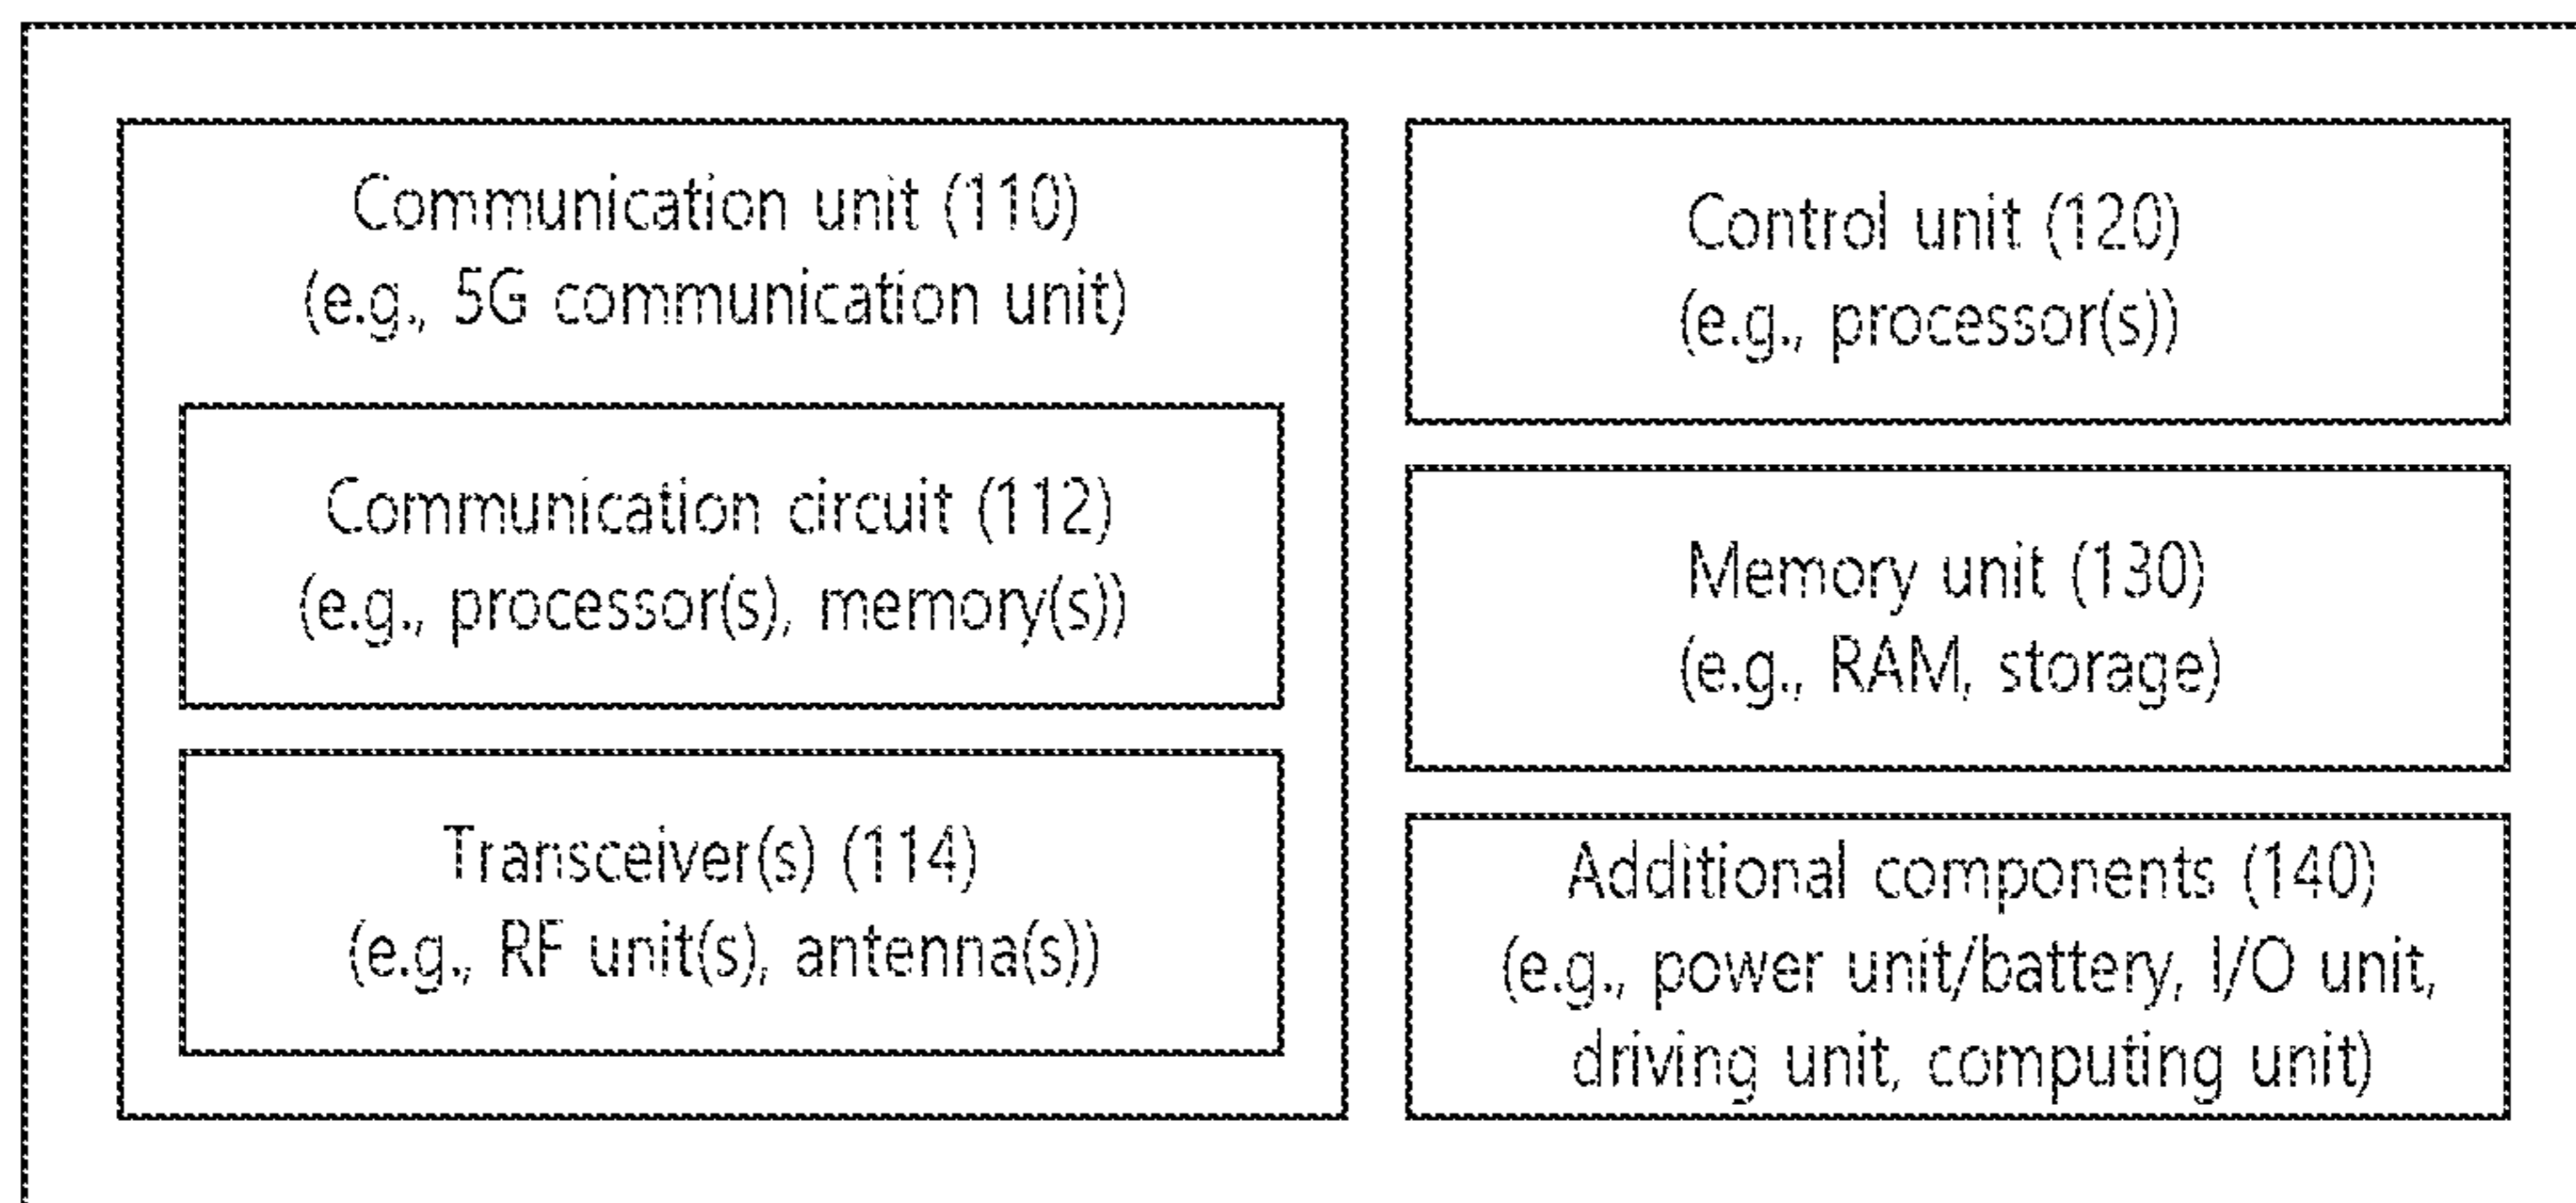 Communication unit (110)
(e.g., 5G communication unit)
Communication circuit (112)
(e.g., processor(s), memory(s))
Transceiver(s) (114)
(e.g., RF unit(s), antenna(s))
Control unit (120)
(e.g., processor(s))
Memory unit (130)
(e.g., RAM, storage)
Additional components (140)
(e.g., power unit/battery, I/O unit,
driving unit, computing unit)